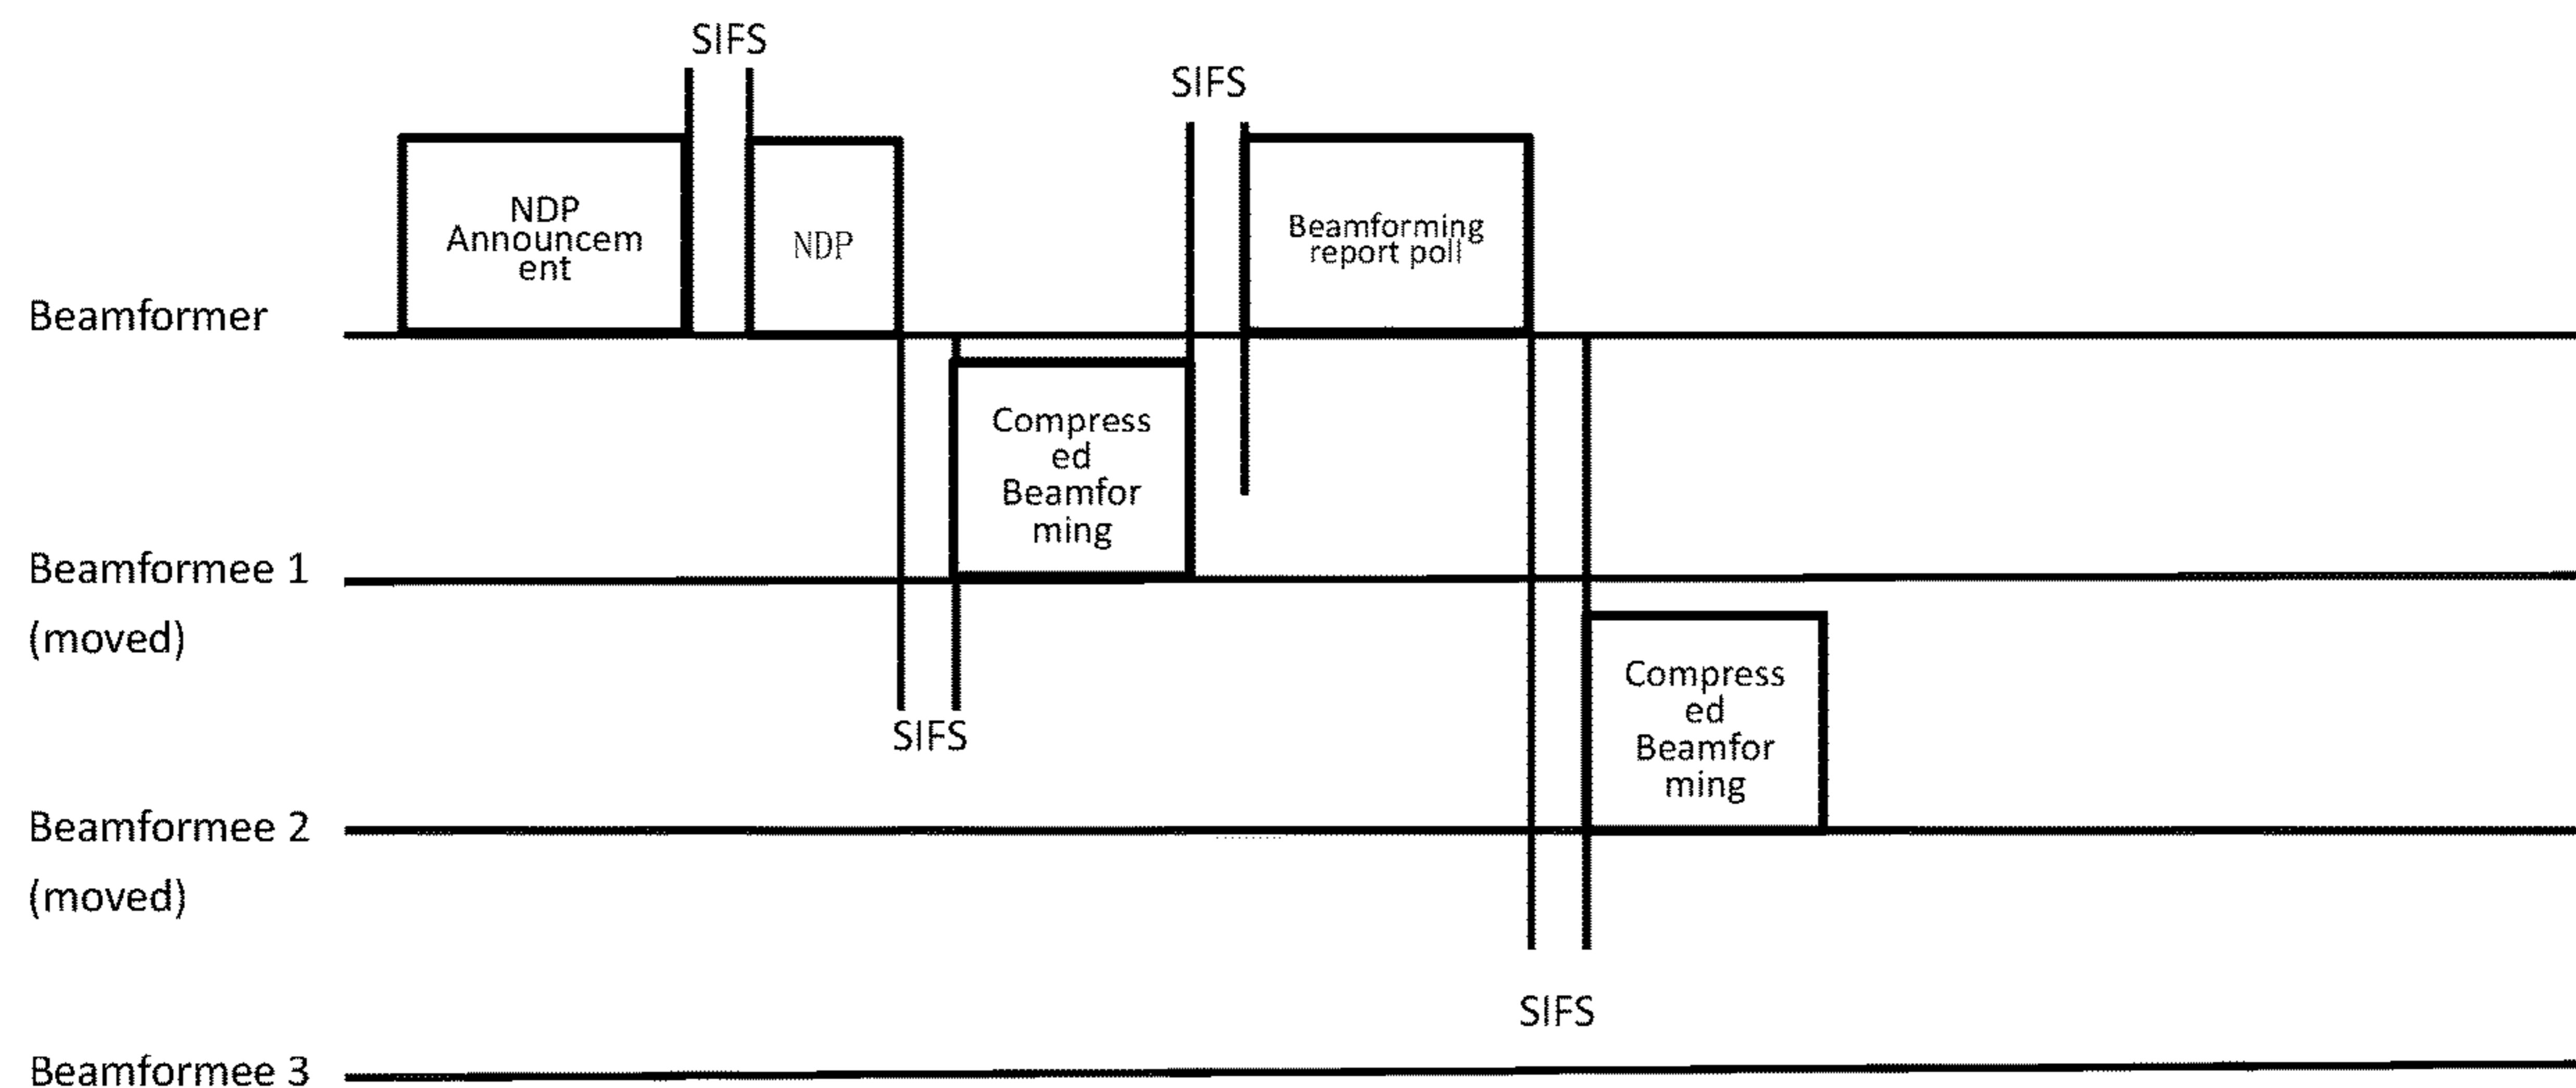 SIFS
SIFS
NDP
Announcem
ent
NDP
Beamforming
report poll
Beamformer
Compress
ed
Beamfor
ming
Beamformee 1
(moved)
SIFS
Compress
ed
Beamfor
ming
Beamformee 2
(moved)
SIFS
Beamformee 3